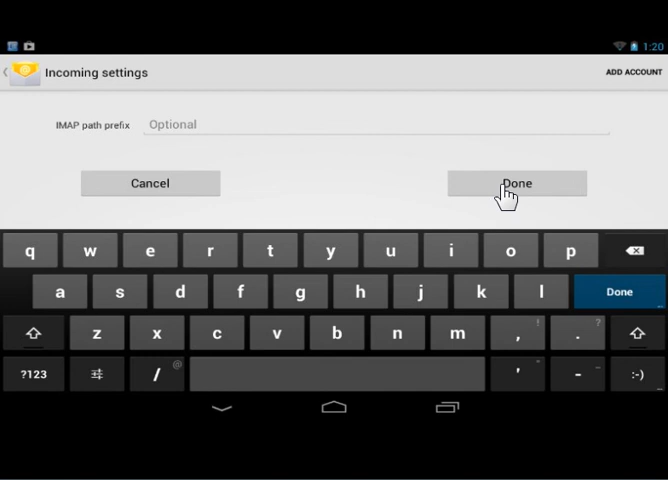 1:20
Incoming settings
ADD ACCOUNT
IMAP path prefix Optional
Cancel Done
q w e r t y u i o p
a s d f g h j k l Done
z x c v b n m , ! . ?
?123 / @ ' " - _ :-)